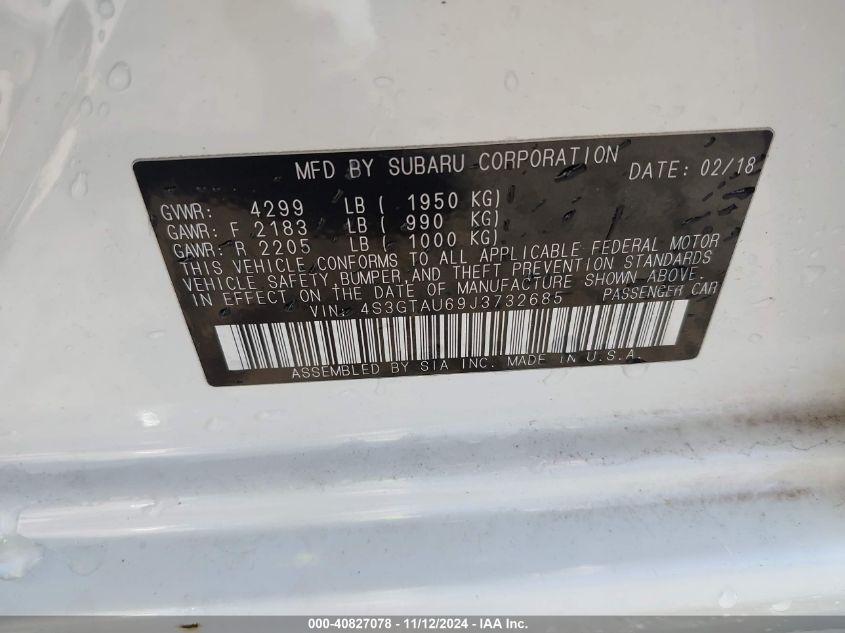 MFD BY SUBARU CORPORATION DATE: 02/18
GVWR: 4299 LB ( 1950 KG)
GAWR: F 2183 LB ( 990 KG)
GAWR: R 2205 LB ( 1000 KG)
THIS VEHICLE CONFORMS TO ALL APPLICABLE FEDERAL MOTOR
VEHICLE SAFETY, BUMPER, AND THEFT PREVENTION STANDARDS
IN EFFECT ON THE DATE OF MANUFACTURE SHOWN ABOVE.
VIN: 4S3GTAU69J3732685 PASSENGER CAR
ASSEMBLED BY SIA INC. MADE IN U.S.A.
000-40827078 - 11/12/2024 - IAA, Inc.